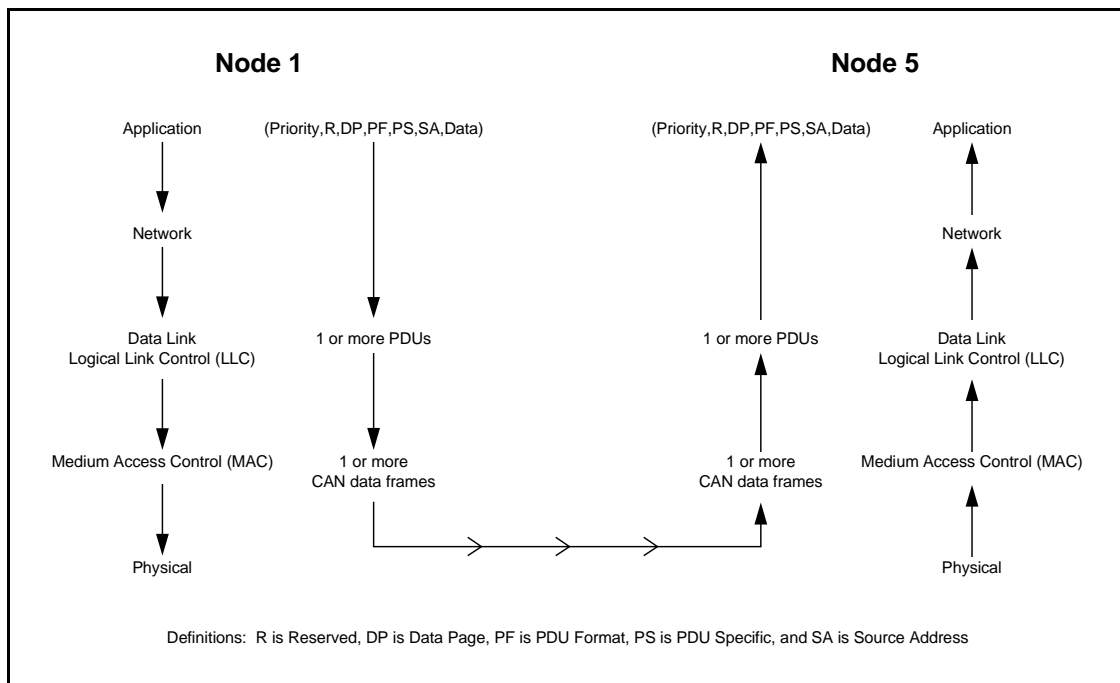 Node 1
Node 5
Application
(Priority,R,DP,PF,PS,SA,Data)
(Priority,R,DP,PF,PS,SA,Data)
Application
Network
Network
Data Link
Logical Link Control (LLC)
1 or more PDUs
1 or more PDUs
Data Link
Logical Link Control (LLC)
Medium Access Control (MAC)
1 or more
CAN data frames
1 or more
CAN data frames
Medium Access Control (MAC)
Physical
Physical
Definitions: R is Reserved, DP is Data Page, PF is PDU Format, PS is PDU Specific, and SA is Source Address